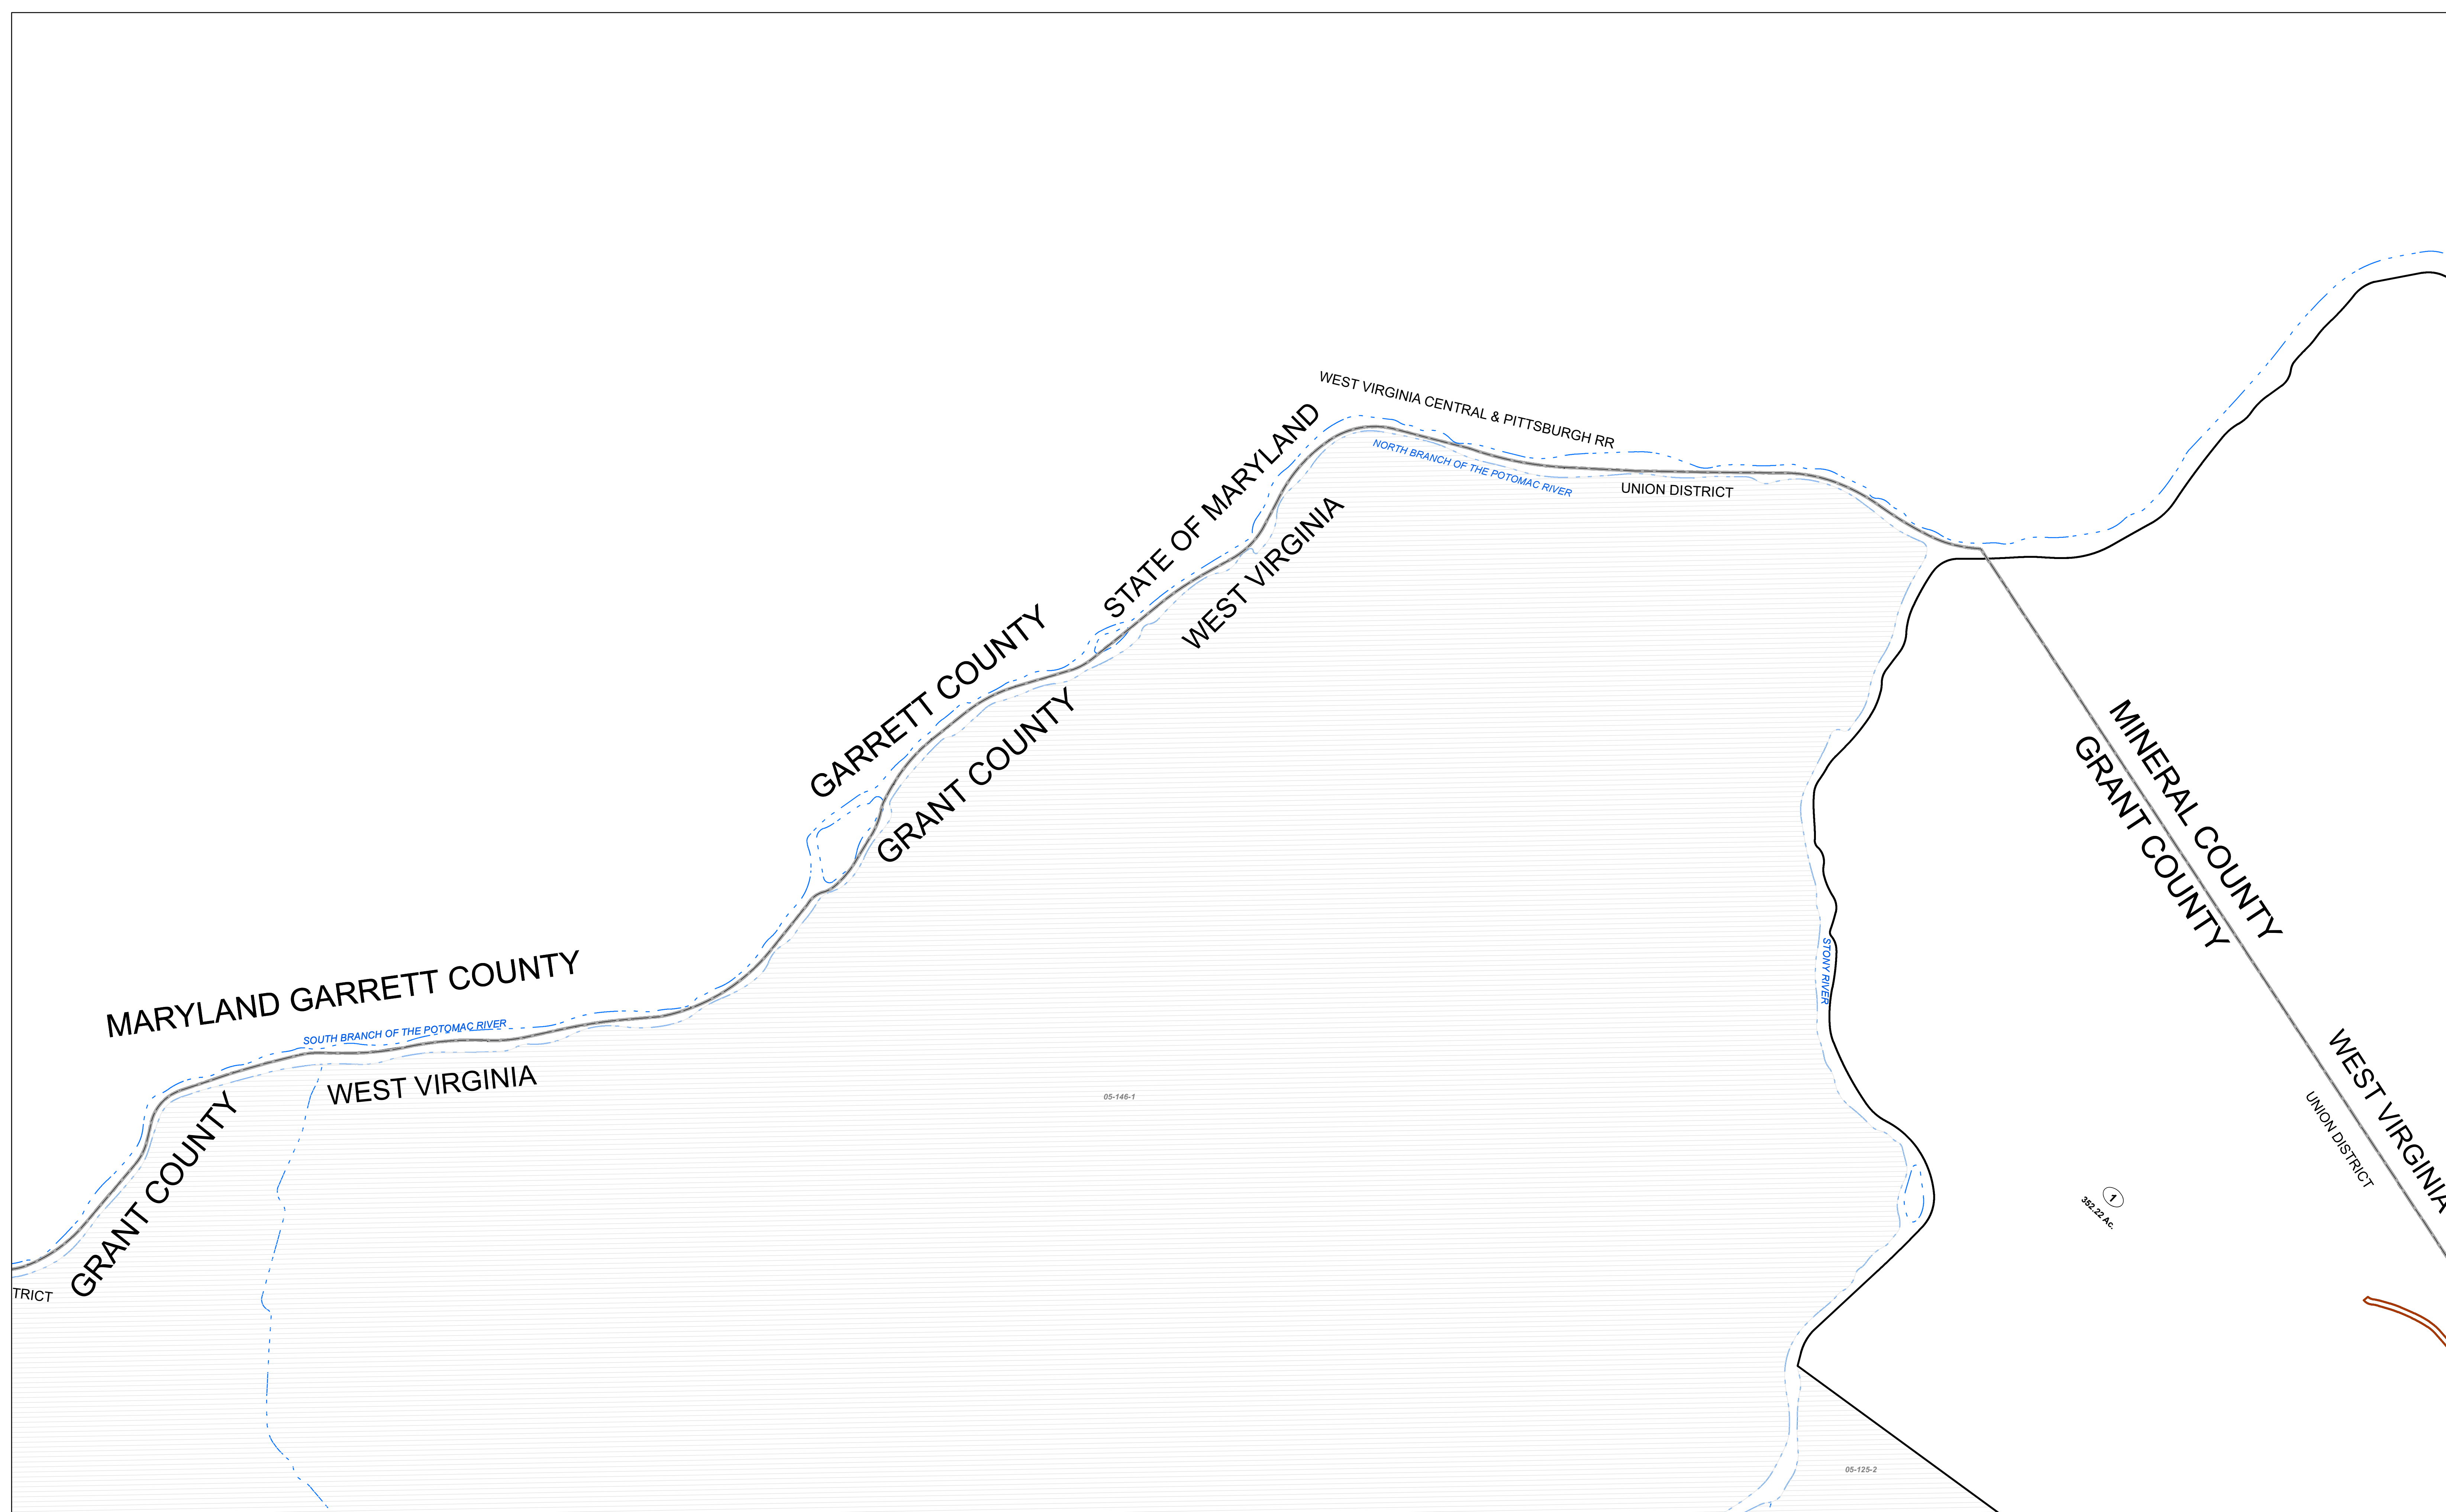 WEST VIRGINIA CENTRAL & PITTSBURGH RR
STATE OF MARYLAND
NORTH BRANCH OF THE POTOMAC RIVER
UNION DISTRICT
WEST VIRGINIA
GARRETT COUNTY
GRANT COUNTY
MINERAL COUNTY
GRANT COUNTY
MARYLAND GARRETT COUNTY
STONY RIVER
SOUTH BRANCH OF THE POTOMAC RIVER
WEST VIRGINIA
GRANT COUNTY
05-146-1
WEST VIRGINIA
UNION DISTRICT
1
352.22 Ac.
TRICT
05-125-2